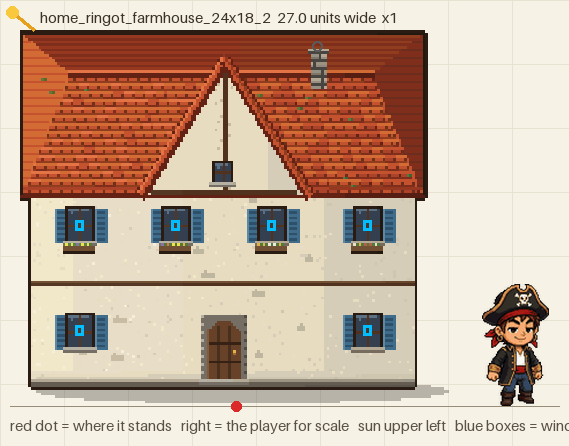 home_ringot_farmhouse_24x18_2 27.0 units wide x1
red dot = where it stands right = the player for scale sun upper left blue boxes = wind